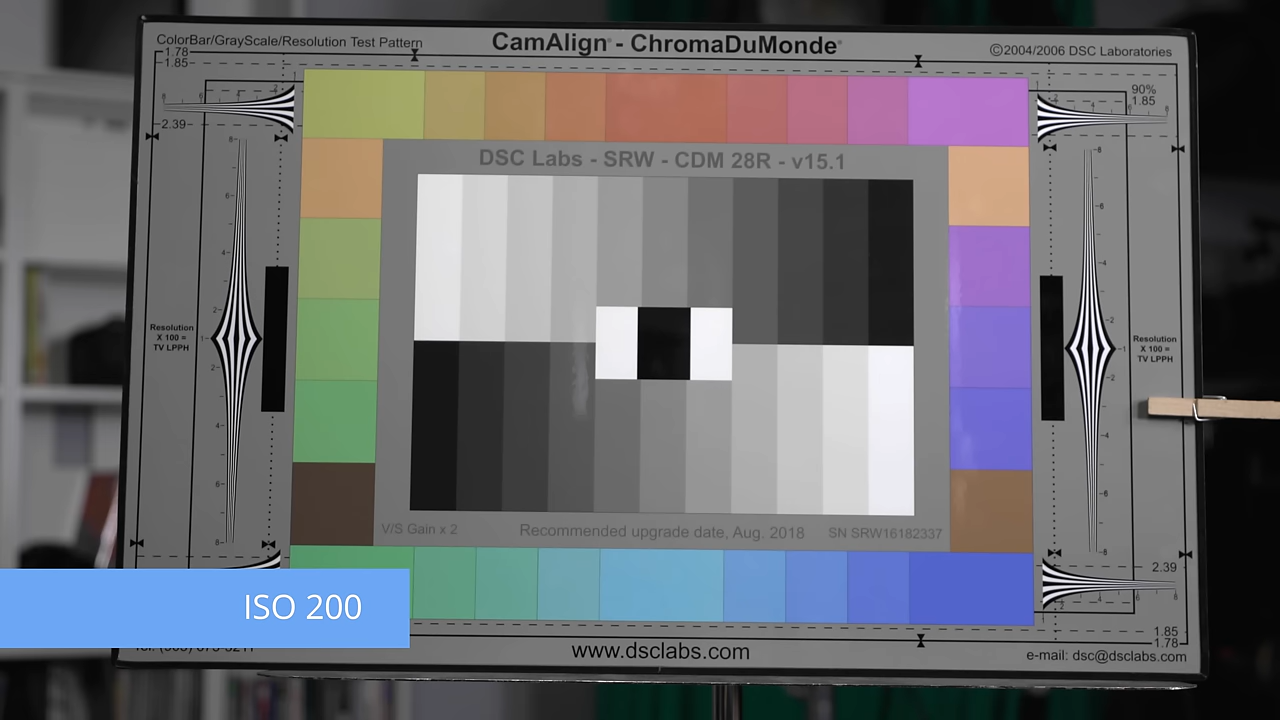 ColorBar/GrayScale/Resolution Test Pattern
CamAlign - ChromaDuMonde
©2004/2006 DSC Laboratories
1.78
1.85
2.39
90%
1.85
DSC Labs - SRW - CDM 28R - v15.1
Resolution
X 100 =
TV LPPH
Resolution
X 100 =
TV LPPH
V/S Gain x 2
Recommended upgrade date, Aug. 2018
SN SRW16182337
2.39
ISO 200
1.85
1.78
www.dsclabs.com
e-mail: dsc@dsclabs.com